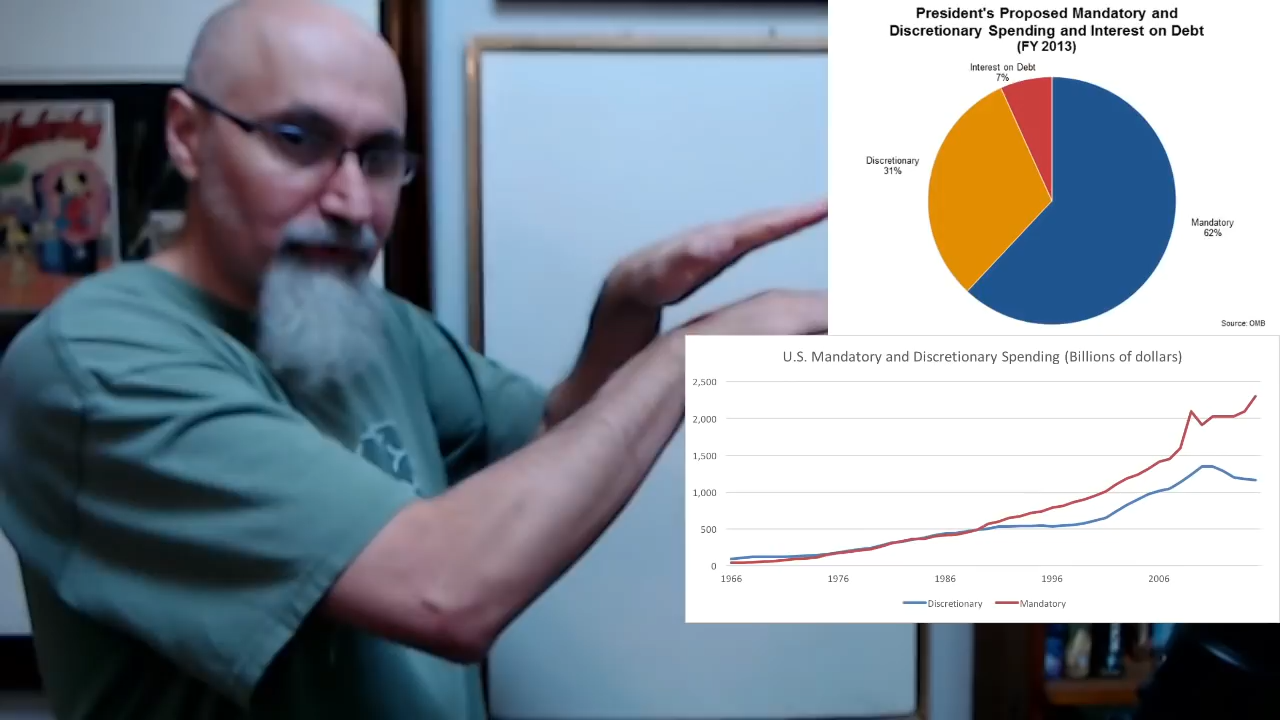 President's Proposed Mandatory and
Discretionary Spending and Interest on Debt
(FY 2013)
Interest on Debt
7%
Discretionary
31%
Mandatory
62%
Source: OMB
U.S. Mandatory and Discretionary Spending (Billions of dollars)
2,500
2,000
1,500
1,000
500
0
1966
1976
1986
1996
2006
Discretionary
Mandatory